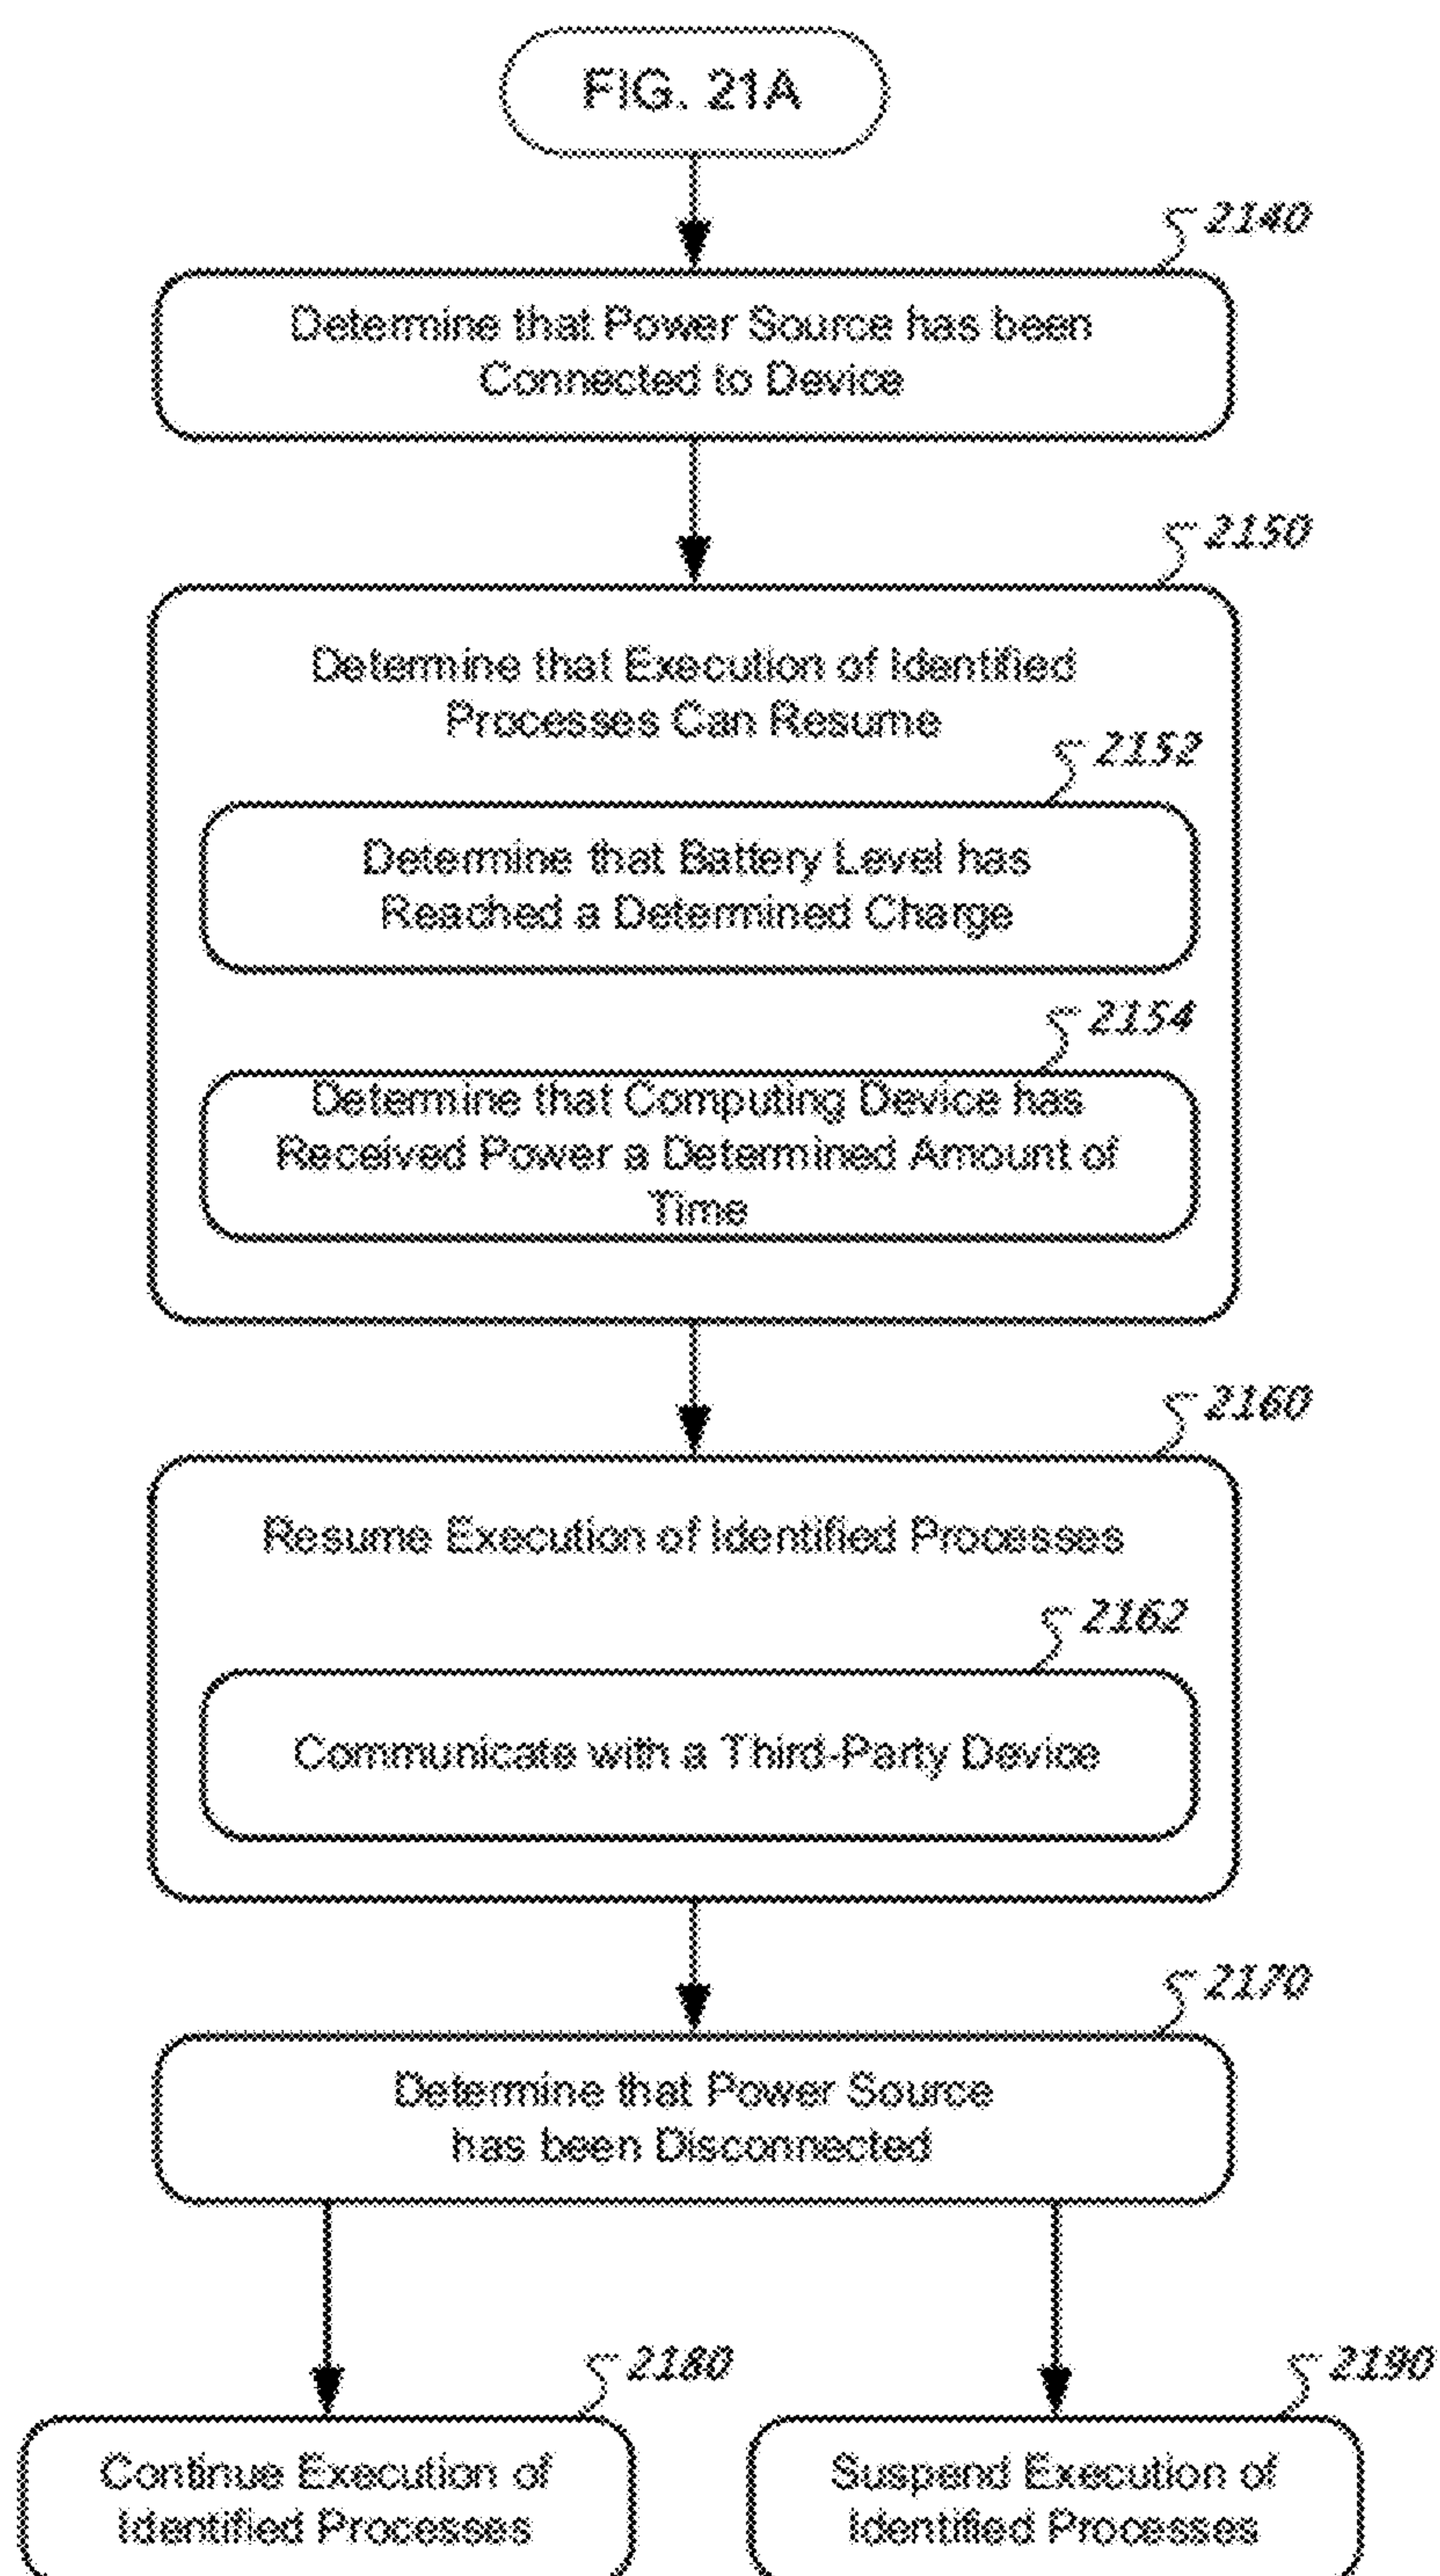 FIG. 21A
2140
Determine that Power Source has been
Connected to Device
2150
Determine that Execution of Identified
Processes Can Resume
2152
Determine that Battery Level has
Reached a Determined Charge
2154
Determine that Computing Device has
Received Power a Determined Amount of
Time
2160
Resume Execution of Identified Processes
2162
Communicate with a Third-Party Device
2170
Determine that Power Source
has been Disconnected
2180
Continue Execution of
Identified Processes
2190
Suspend Execution of
Identified Processes